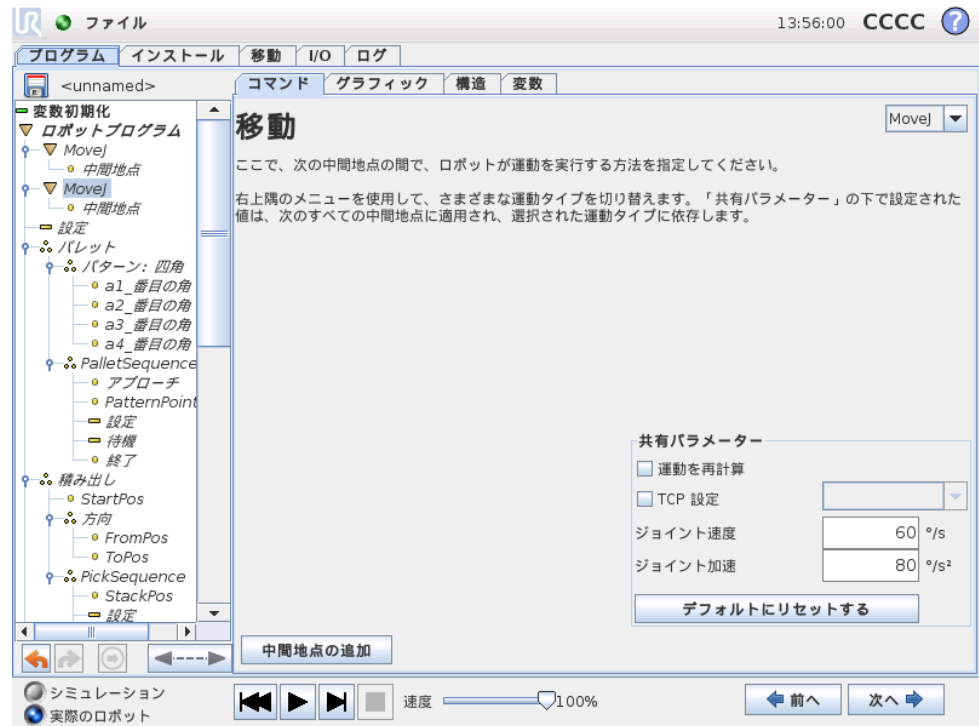 UR ファイル 13:56:00 CCCC ?
プログラム インストール 移動 I/O ログ
<unnamed>
コマンド グラフィック 構造 変数
変数初期化
ロボットプログラム
MoveJ
中間地点
MoveJ
中間地点
設定
パレット
パターン: 四角
a1_番目の角
a2_番目の角
a3_番目の角
a4_番目の角
PalletSequence
アプローチ
PatternPoint
設定
待機
終了
積み出し
StartPos
方向
FromPos
ToPos
PickSequence
StackPos
設定
移動
MoveJ
ここで、次の中間地点の間で、ロボットが運動を実行する方法を指定してください。
右上隅のメニューを使用して、さまざまな運動タイプを切り替えます。「共有パラメーター」の下で設定された
値は、次のすべての中間地点に適用され、選択された運動タイプに依存します。
共有パラメーター
運動を再計算
TCP 設定
ジョイント速度 60 °/s
ジョイント加速 80 °/s²
デフォルトにリセットする
中間地点の追加
シミュレーション
実際のロボット
速度 100%
前へ 次へ